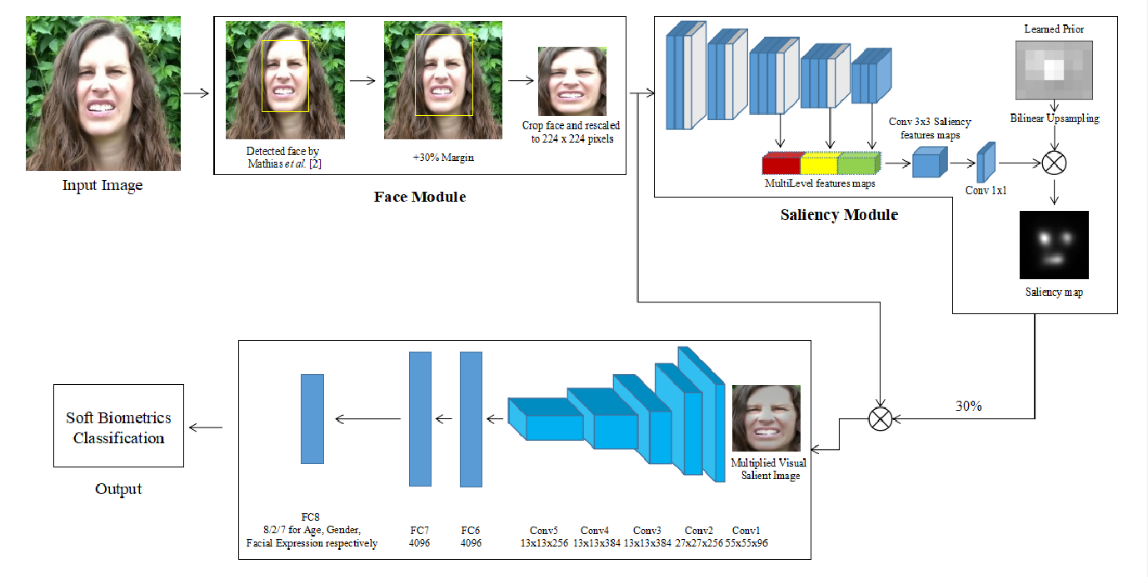 Input Image
Detected face by
Mathias et al. [2]
+30% Margin
Crop face and rescaled
to 224 x 224 pixels
Face Module
Learned Prior
Bilinear Upsampling
Conv 3x3 Saliency
features maps
MultiLevel features maps
Conv 1x1
Saliency Module
Saliency map
30%
Multiplied Visual
Salient Image
Conv1
55x55x96
Conv2
27x27x256
Conv3
13x13x384
Conv4
13x13x384
Conv5
13x13x256
FC6
4096
FC7
4096
FC8
8/2/7 for Age, Gender,
Facial Expression respectively
Soft Biometrics
Classification
Output